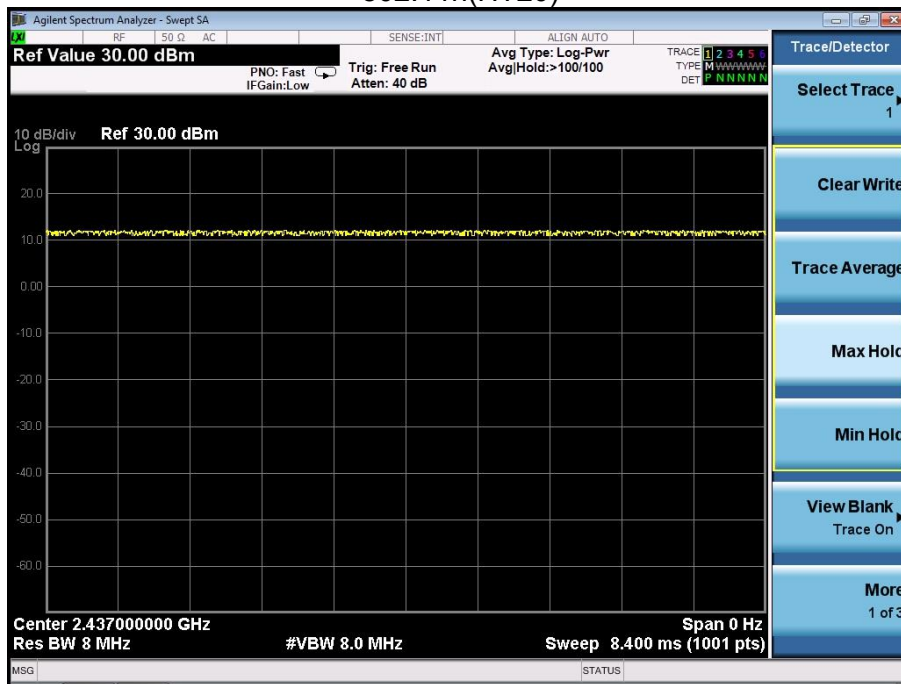 Agilent Spectrum Analyzer - Swept SA
LXI RF 50 Ω AC SENSE:INT ALIGN AUTO
Ref Value 30.00 dBm
PNO: Fast
IFGain:Low
Trig: Free Run
Atten: 40 dB
Avg Type: Log-Pwr
Avg|Hold:>100/100
TRACE 1 2 3 4 5 6
TYPE M WWWWW
DET P N N N N N
10 dB/div Ref 30.00 dBm
Log
20.0
10.0
0.00
-10.0
-20.0
-30.0
-40.0
-50.0
-60.0
Center 2.437000000 GHz Span 0 Hz
Res BW 8 MHz #VBW 8.0 MHz Sweep 8.400 ms (1001 pts)
MSG STATUS
Trace/Detector
Select Trace
1
Clear Write
Trace Average
Max Hold
Min Hold
View Blank
Trace On
More
1 of 3